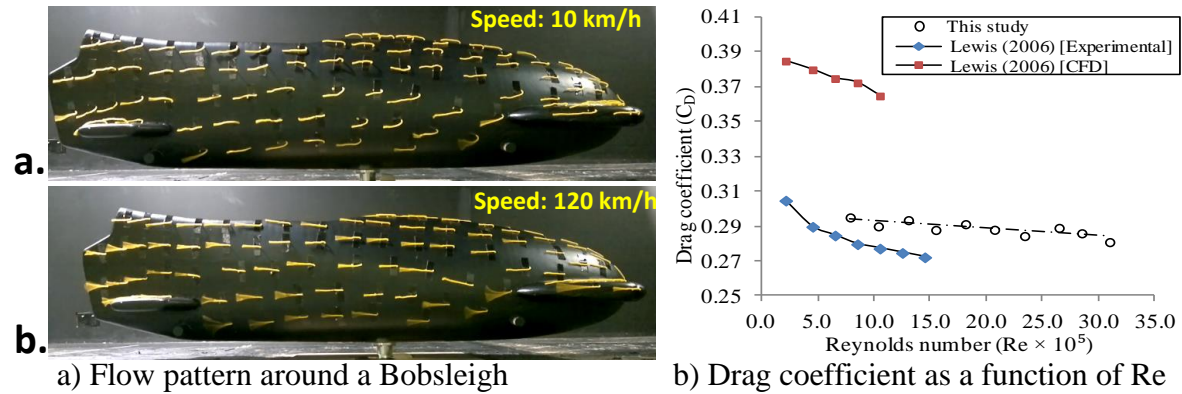 Speed: 10 km/h
a.
Speed: 120 km/h
b.
a) Flow pattern around a Bobsleigh
0.41
0.39
0.37
0.35
0.33
0.31
0.29
0.27
0.25
Drag coefficient (CD)
This study
Lewis (2006) [Experimental]
Lewis (2006) [CFD]
0.0 5.0 10.0 15.0 20.0 25.0 30.0 35.0
Reynolds number (Re × 10⁵)
b) Drag coefficient as a function of Re